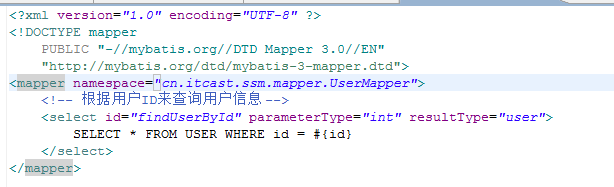 <?xml version="1.0" encoding="UTF-8" ?>
<!DOCTYPE mapper
PUBLIC "-//mybatis.org//DTD Mapper 3.0//EN"
"http://mybatis.org/dtd/mybatis-3-mapper.dtd">
<mapper namespace="cn.itcast.ssm.mapper.UserMapper">
<!-- 根据用户ID来查询用户信息 -->
<select id="findUserById" parameterType="int" resultType="user">
SELECT * FROM USER WHERE id = #{id}
</select>
</mapper>